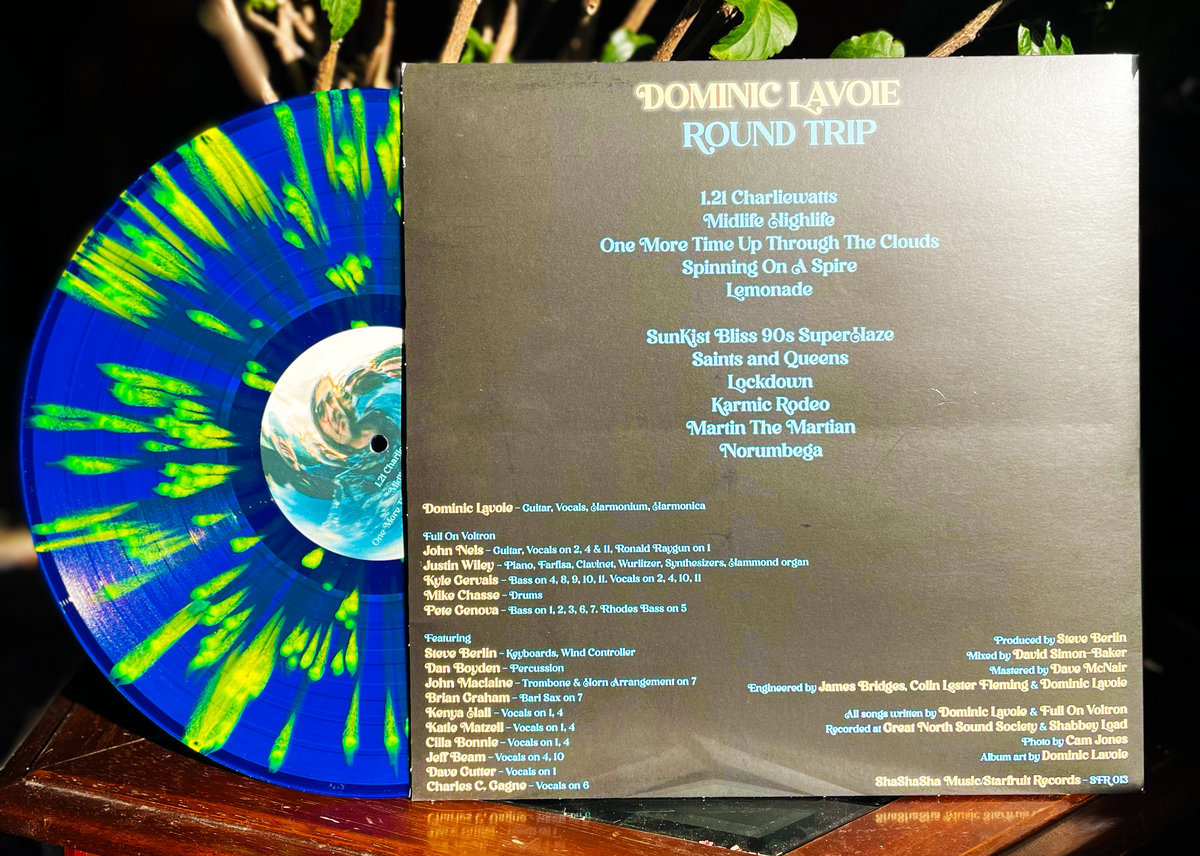 DOMINIC LAVOIE
ROUND TRIP
1.21 Charliewatts
Midlife Highlife
One More Time Up Through The Clouds
Spinning On A Spire
Lemonade
SunKist Bliss 90s SuperHaze
Saints and Queens
Lockdown
Karmic Rodeo
Martin The Martian
Norumbega
Dominic Lavoie – Guitar, Vocals, Harmonium, Harmonica
Full On Voltron
John Nels – Guitar, Vocals on 2, 4 & 11, Ronald Raygun on 1
Justin Wiley – Piano, Farfisa, Clavinet, Wurlitzer, Synthesizers, Hammond organ
Kyle Gervais – Bass on 4, 8, 9, 10, 11. Vocals on 2, 4, 10, 11
Mike Chasse – Drums
Pete Genova – Bass on 1, 2, 3, 6, 7. Rhodes Bass on 5
Featuring
Steve Berlin – Keyboards, Wind Controller
Dan Boyden – Percussion
John Maclaine – Trombone & Horn Arrangement on 7
Brian Graham – Bari Sax on 7
Kenya Hall – Vocals on 1, 4
Katie Matzell – Vocals on 1, 4
Cilla Bonnie – Vocals on 1, 4
Jeff Beam – Vocals on 4, 10
Dave Gutter – Vocals on 1
Charles C. Gagne – Vocals on 6
Produced by Steve Berlin
Mixed by David Simon-Baker
Mastered by Dave McNair
Engineered by James Bridges, Colin Lester Fleming & Dominic Lavoie
All songs written by Dominic Lavoie & Full On Voltron
Recorded at Great North Sound Society & Shabbey Load
Photo by Cam Jones
Album art by Dominic Lavoie
ShaShaSha Music/Starfruit Records – SFR 013
1.21 Charli
One More T